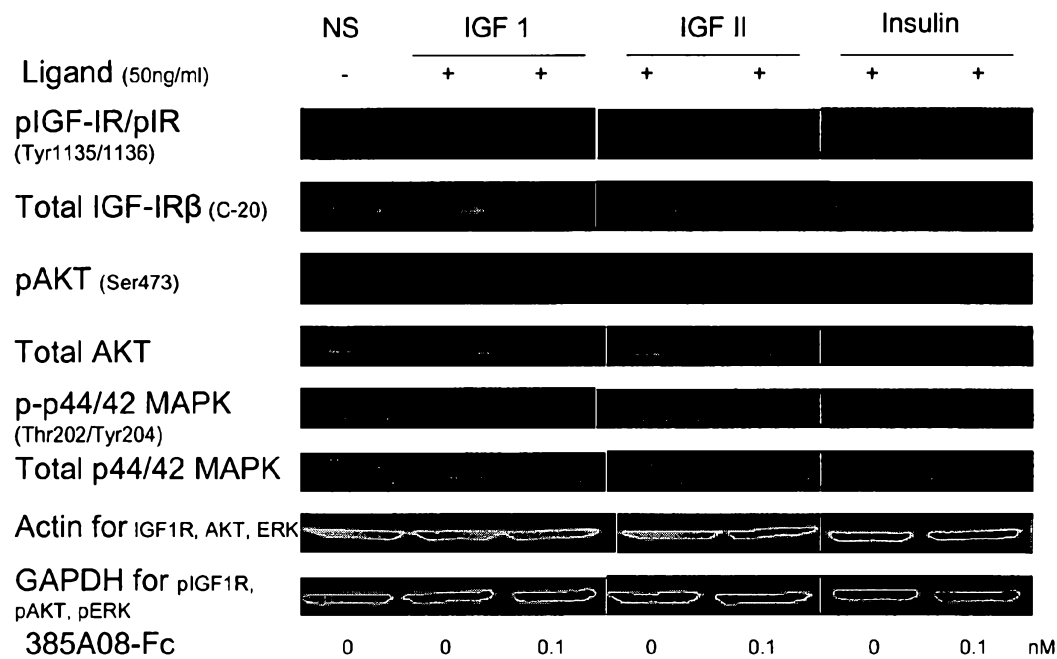 NS IGF 1 IGF II Insulin
Ligand (50ng/ml) - + + + + + +
pIGF-IR/pIR
(Tyr1135/1136)
Total IGF-IRβ (C-20)
pAKT (Ser473)
Total AKT
p-p44/42 MAPK
(Thr202/Tyr204)
Total p44/42 MAPK
Actin for IGF1R, AKT, ERK
GAPDH for pIGF1R,
pAKT, pERK
385A08-Fc 0 0 0.1 0 0.1 0 0.1 nM